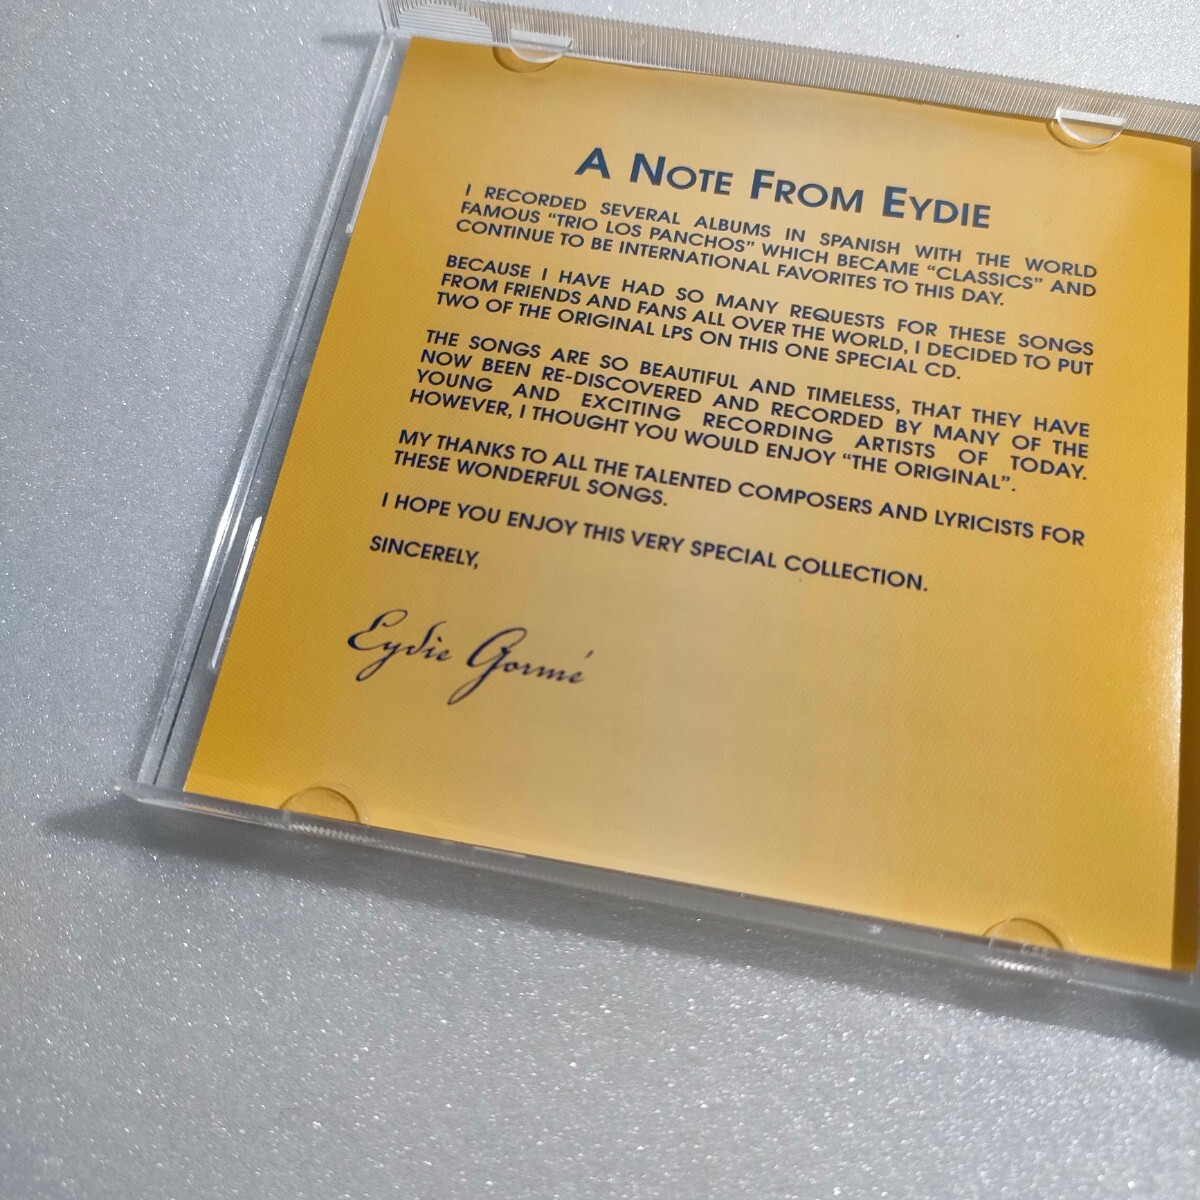 A NOTE FROM EYDIE
I RECORDED SEVERAL ALBUMS IN SPANISH WITH THE WORLD
FAMOUS “TRIO LOS PANCHOS” WHICH BECAME “CLASSICS” AND
CONTINUE TO BE INTERNATIONAL FAVORITES TO THIS DAY.
BECAUSE I HAVE HAD SO MANY REQUESTS FOR THESE SONGS
FROM FRIENDS AND FANS ALL OVER THE WORLD, I DECIDED TO PUT
TWO OF THE ORIGINAL LPS ON THIS ONE SPECIAL CD.
THE SONGS ARE SO BEAUTIFUL AND TIMELESS, THAT THEY HAVE
NOW BEEN RE-DISCOVERED AND RECORDED BY MANY OF THE
YOUNG AND EXCITING RECORDING ARTISTS OF TODAY.
HOWEVER, I THOUGHT YOU WOULD ENJOY “THE ORIGINAL”.
MY THANKS TO ALL THE TALENTED COMPOSERS AND LYRICISTS FOR
THESE WONDERFUL SONGS.
I HOPE YOU ENJOY THIS VERY SPECIAL COLLECTION.
SINCERELY,
Eydie Gormé